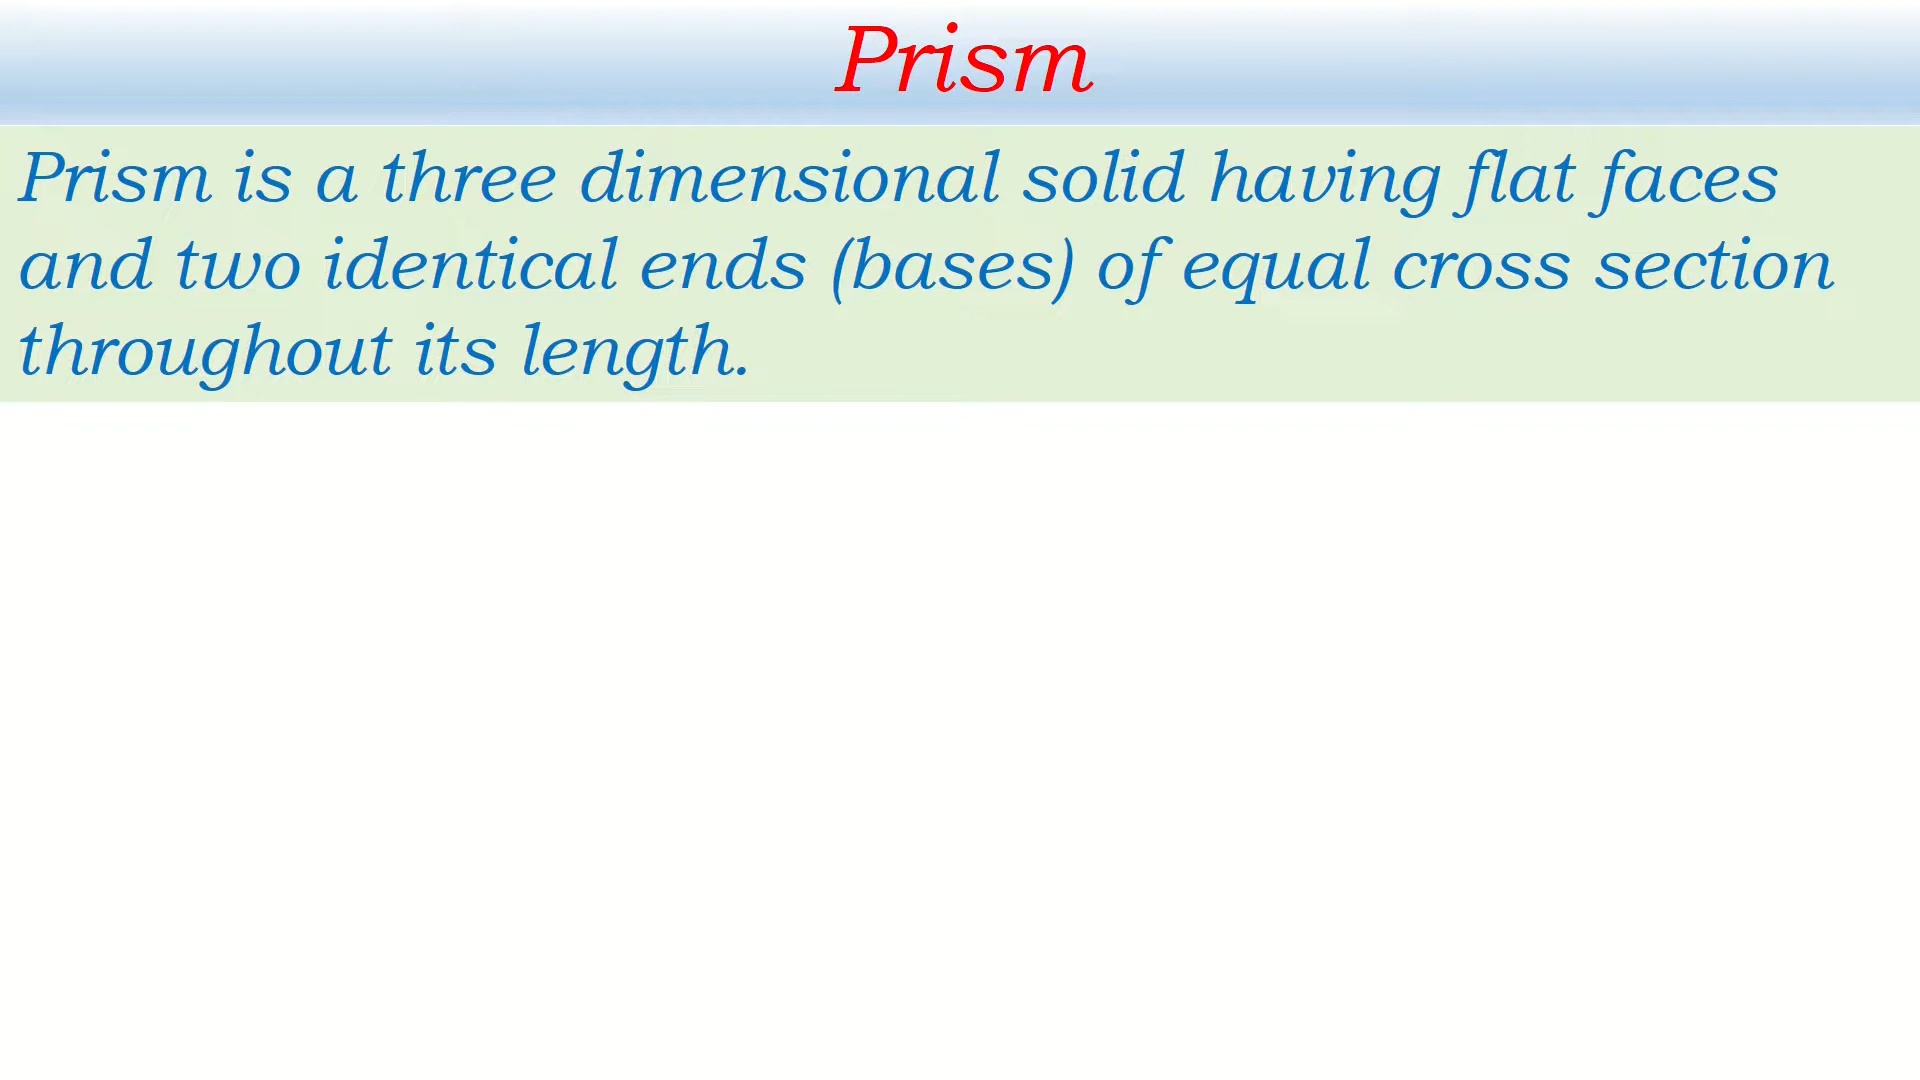 Prism
Prism is a three dimensional solid having flat faces
and two identical ends (bases) of equal cross section
throughout its length.